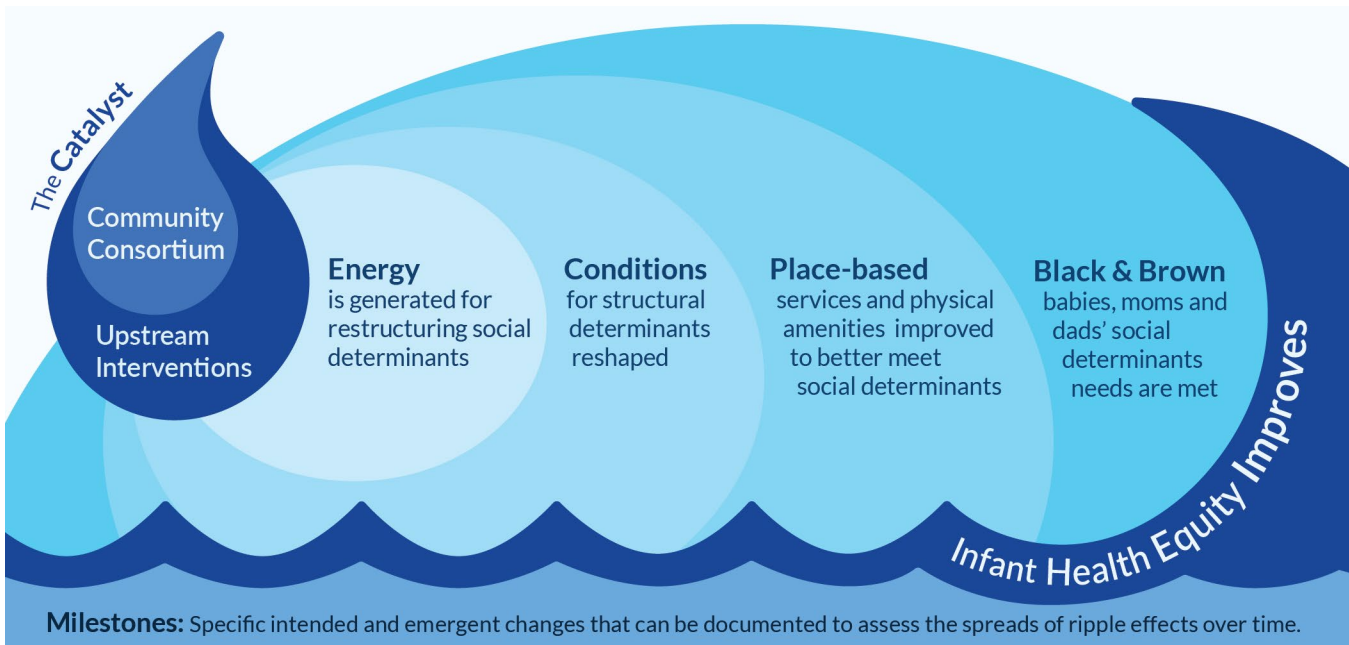 The Catalyst
Community
Consortium
Upstream
Interventions
Energy
is generated for
restructuring social
determinants
Conditions
for structural
determinants
reshaped
Place-based
services and physical
amenities improved
to better meet
social determinants
Black & Brown
babies, moms and
dads’ social
determinants
needs are met
Infant Health Equity Improves
Milestones: Specific intended and emergent changes that can be documented to assess the spreads of ripple effects over time.